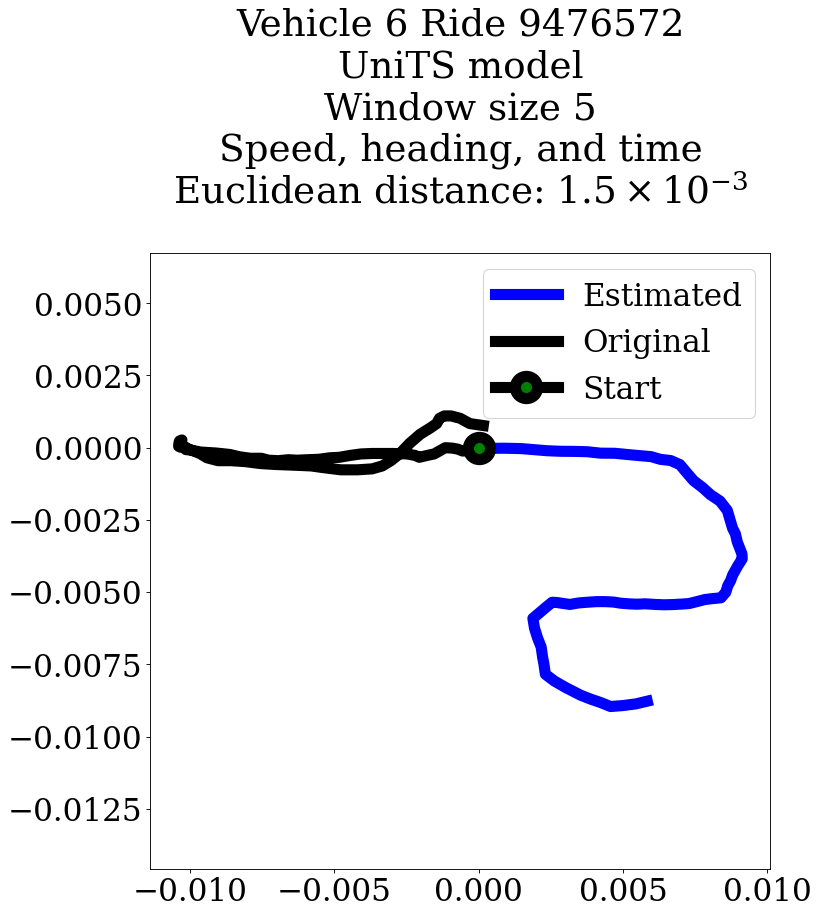 Vehicle 6 Ride 9476572
UniTS model
Window size 5
Speed, heading, and time
Euclidean distance: 1.5 × 10⁻³
Estimated
Original
Start
0.0050
0.0025
0.0000
−0.0025
−0.0050
−0.0075
−0.0100
−0.0125
−0.010 −0.005 0.000 0.005 0.010